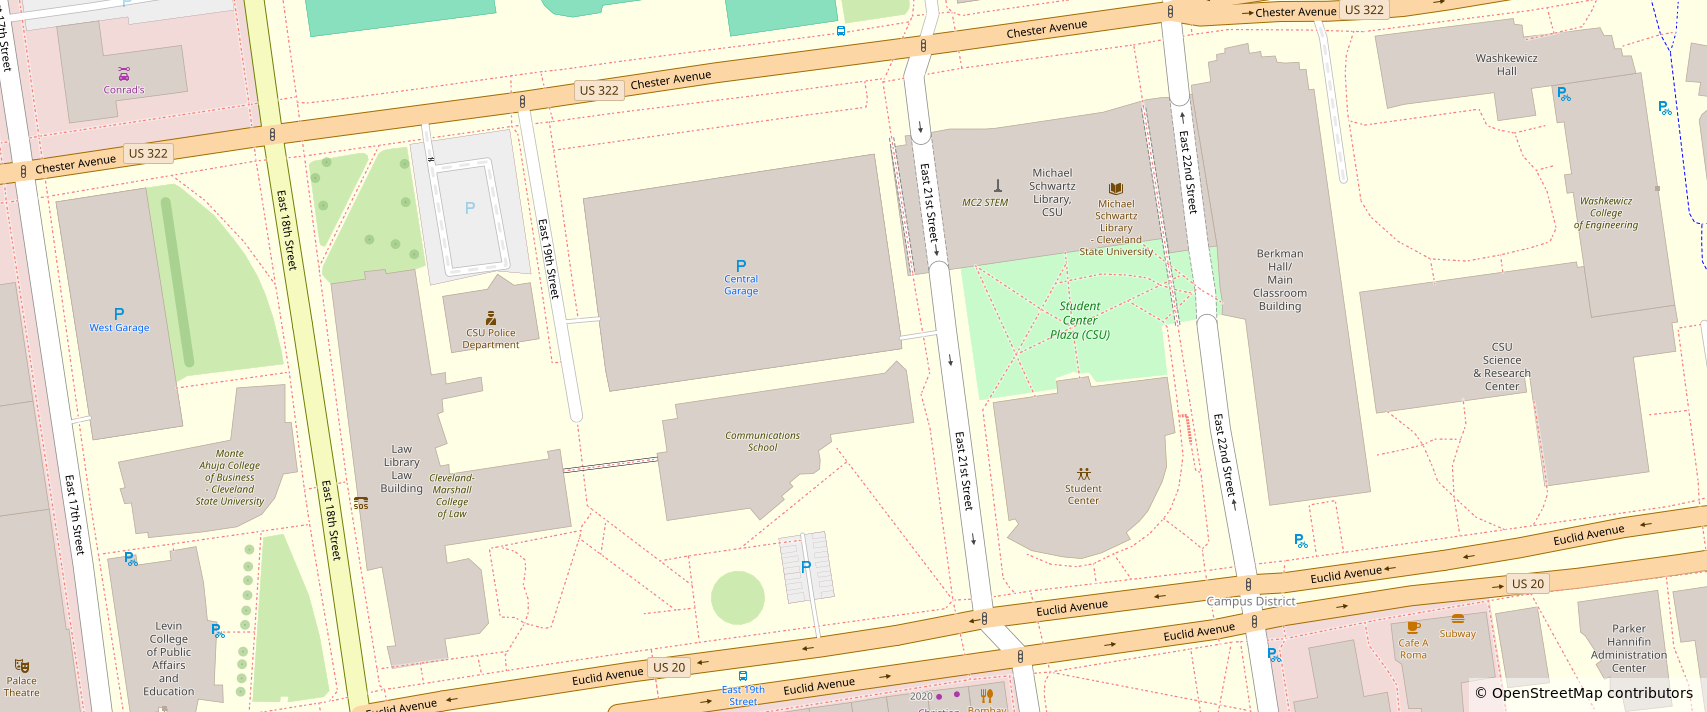 US 322
Chester Avenue
Chester Avenue
Washkewicz
Hall
Conrad's
US 322
Chester Avenue
US 322
Chester Avenue
East 17th Street
East 18th Street
East 19th Street
East 21st Street
East 22nd Street
P
P
P
West Garage
P
Central
Garage
CSU Police
Department
MC2 STEM
Michael
Schwartz
Library,
CSU
Michael
Schwartz
Library
- Cleveland
State University
Student
Center
Plaza (CSU)
Berkman
Hall/
Main
Classroom
Building
Washkewicz
College
of Engineering
CSU
Science
& Research
Center
Monte
Ahuja College
of Business
- Cleveland
State University
Law
Library
Law
Building
Cleveland-
Marshall
College
of Law
SOS
Communications
School
Student
Center
East 17th Street
East 18th Street
East 21st Street
East 22nd Street
P
Levin
College
of Public
Affairs
and
Education
Palace
Theatre
Euclid Avenue
Euclid Avenue
Euclid Avenue
US 20
Campus District
Euclid Avenue
Euclid Avenue
US 20
Euclid Avenue
Euclid Avenue
East 19th
Street
2020
Christian
Bombay
Cafe A
Roma
Subway
Parker
Hannifin
Administration
Center
© OpenStreetMap contributors